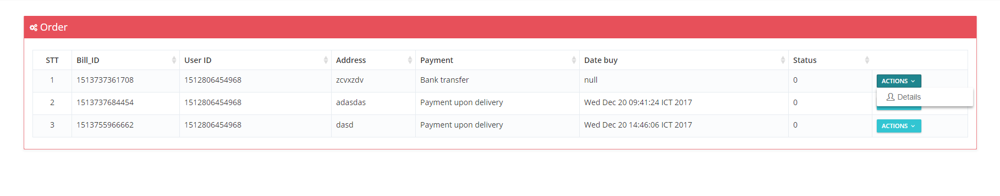 Order
STT Bill_ID User ID Address Payment Date buy Status
1 1513737361708 1512806454968 zcvxzdv Bank transfer null 0 ACTIONS
Details
2 1513737684454 1512806454968 adasdas Payment upon delivery Wed Dec 20 09:41:24 ICT 2017 0
3 1513755966662 1512806454968 dasd Payment upon delivery Wed Dec 20 14:46:06 ICT 2017 0 ACTIONS